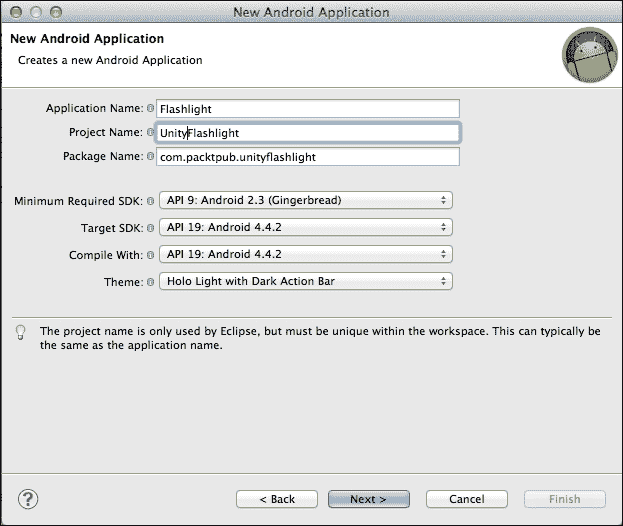 New Android Application
New Android Application
Creates a new Android Application
Application Name: Flashlight
Project Name: UnityFlashlight
Package Name: com.packtpub.unityflashlight
Minimum Required SDK: API 9: Android 2.3 (Gingerbread)
Target SDK: API 19: Android 4.4.2
Compile With: API 19: Android 4.4.2
Theme: Holo Light with Dark Action Bar
The project name is only used by Eclipse, but must be unique within the workspace. This can typically be
the same as the application name.
? < Back Next > Cancel Finish